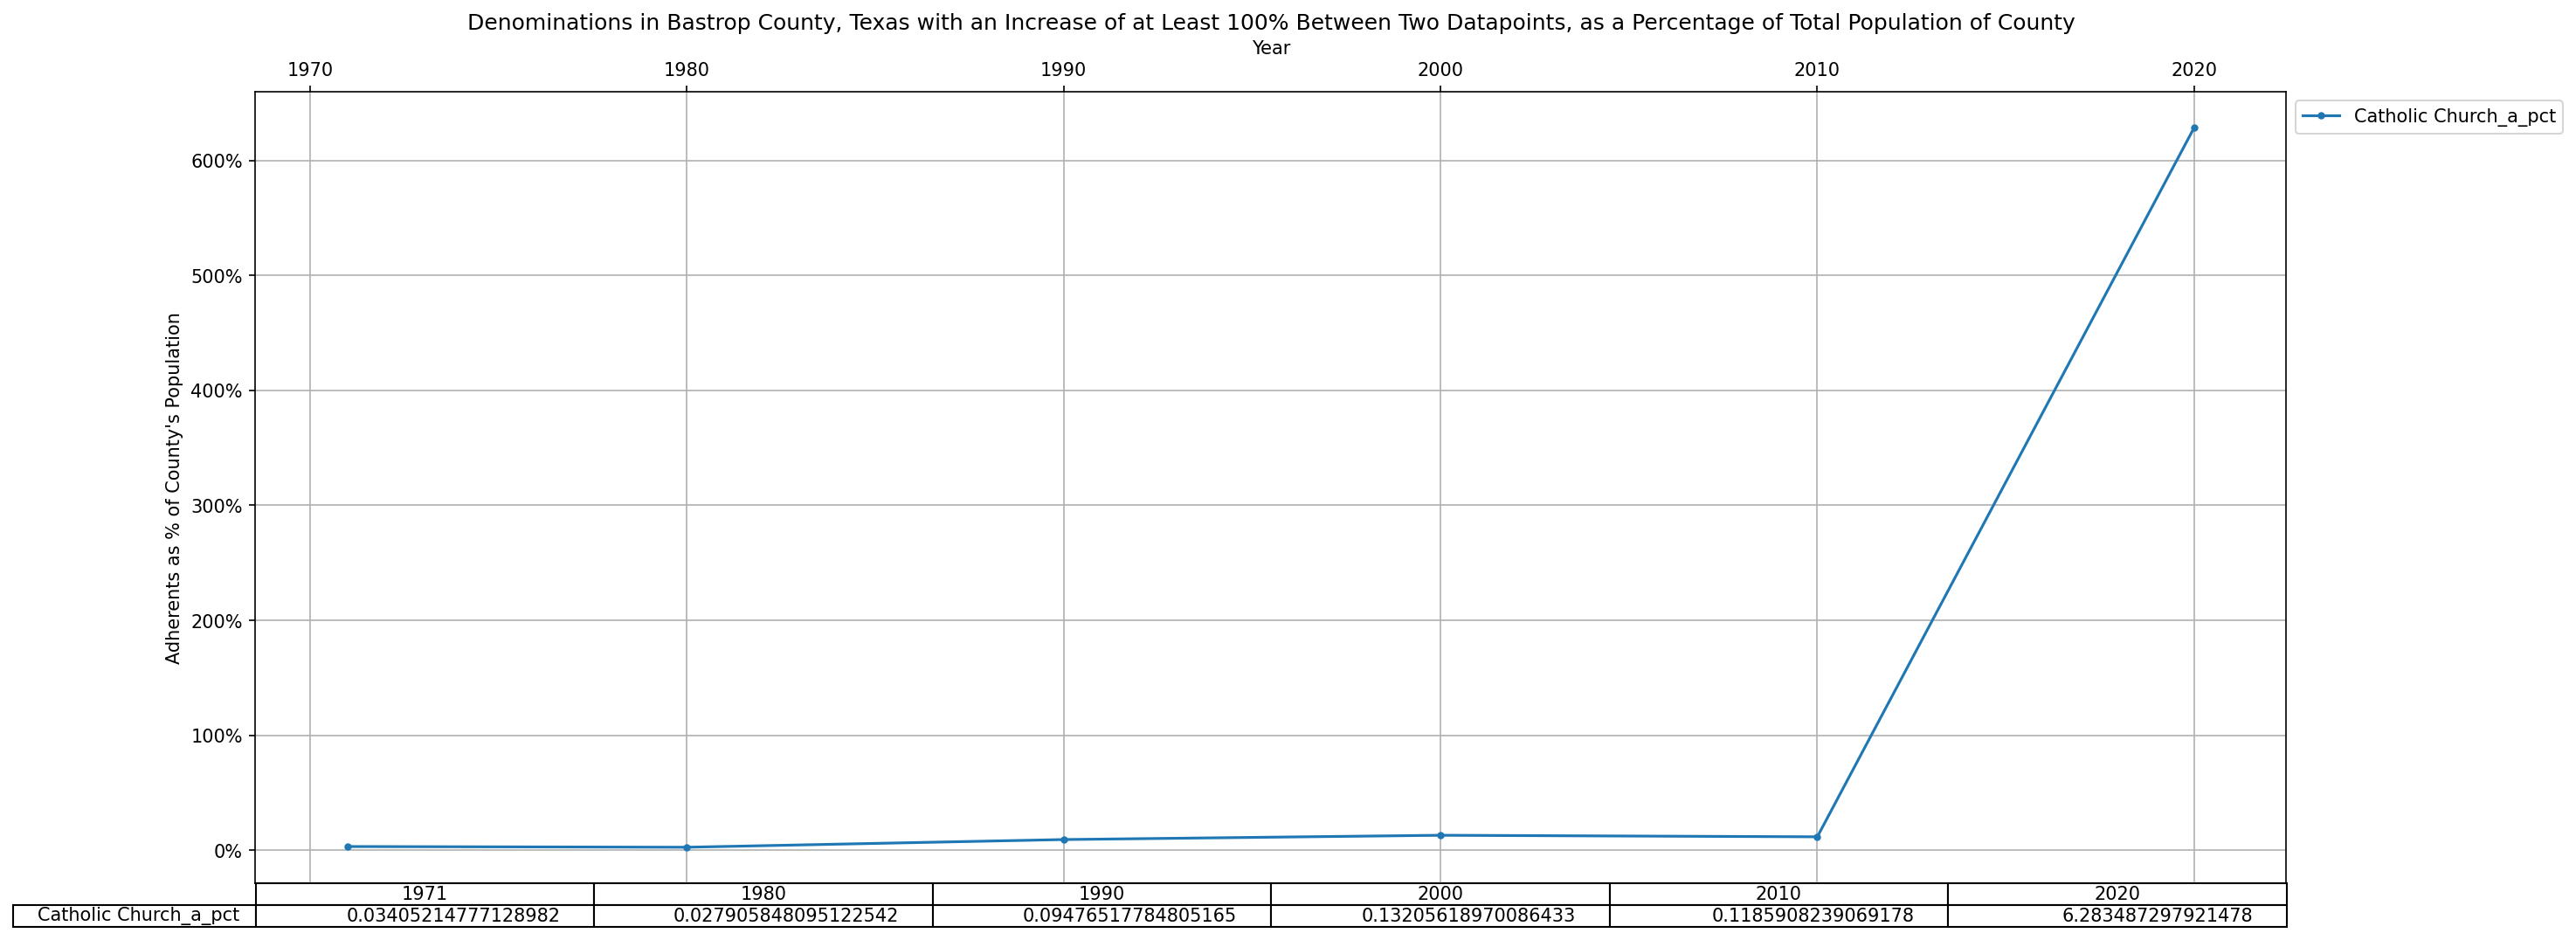 Denominations in Bastrop County, Texas with an Increase of at Least 100% Between Two Datapoints, as a Percentage of Total Population of County
Year
1970 1980 1990 2000 2010 2020
Catholic Church_a_pct
600%
500%
400%
300%
200%
100%
0%
Adherents as % of County's Population
1971 1980 1990 2000 2010 2020
Catholic Church_a_pct 0.03405214777128982 0.027905848095122542 0.09476517784805165 0.13205618970086433 0.1185908239069178 6.283487297921478